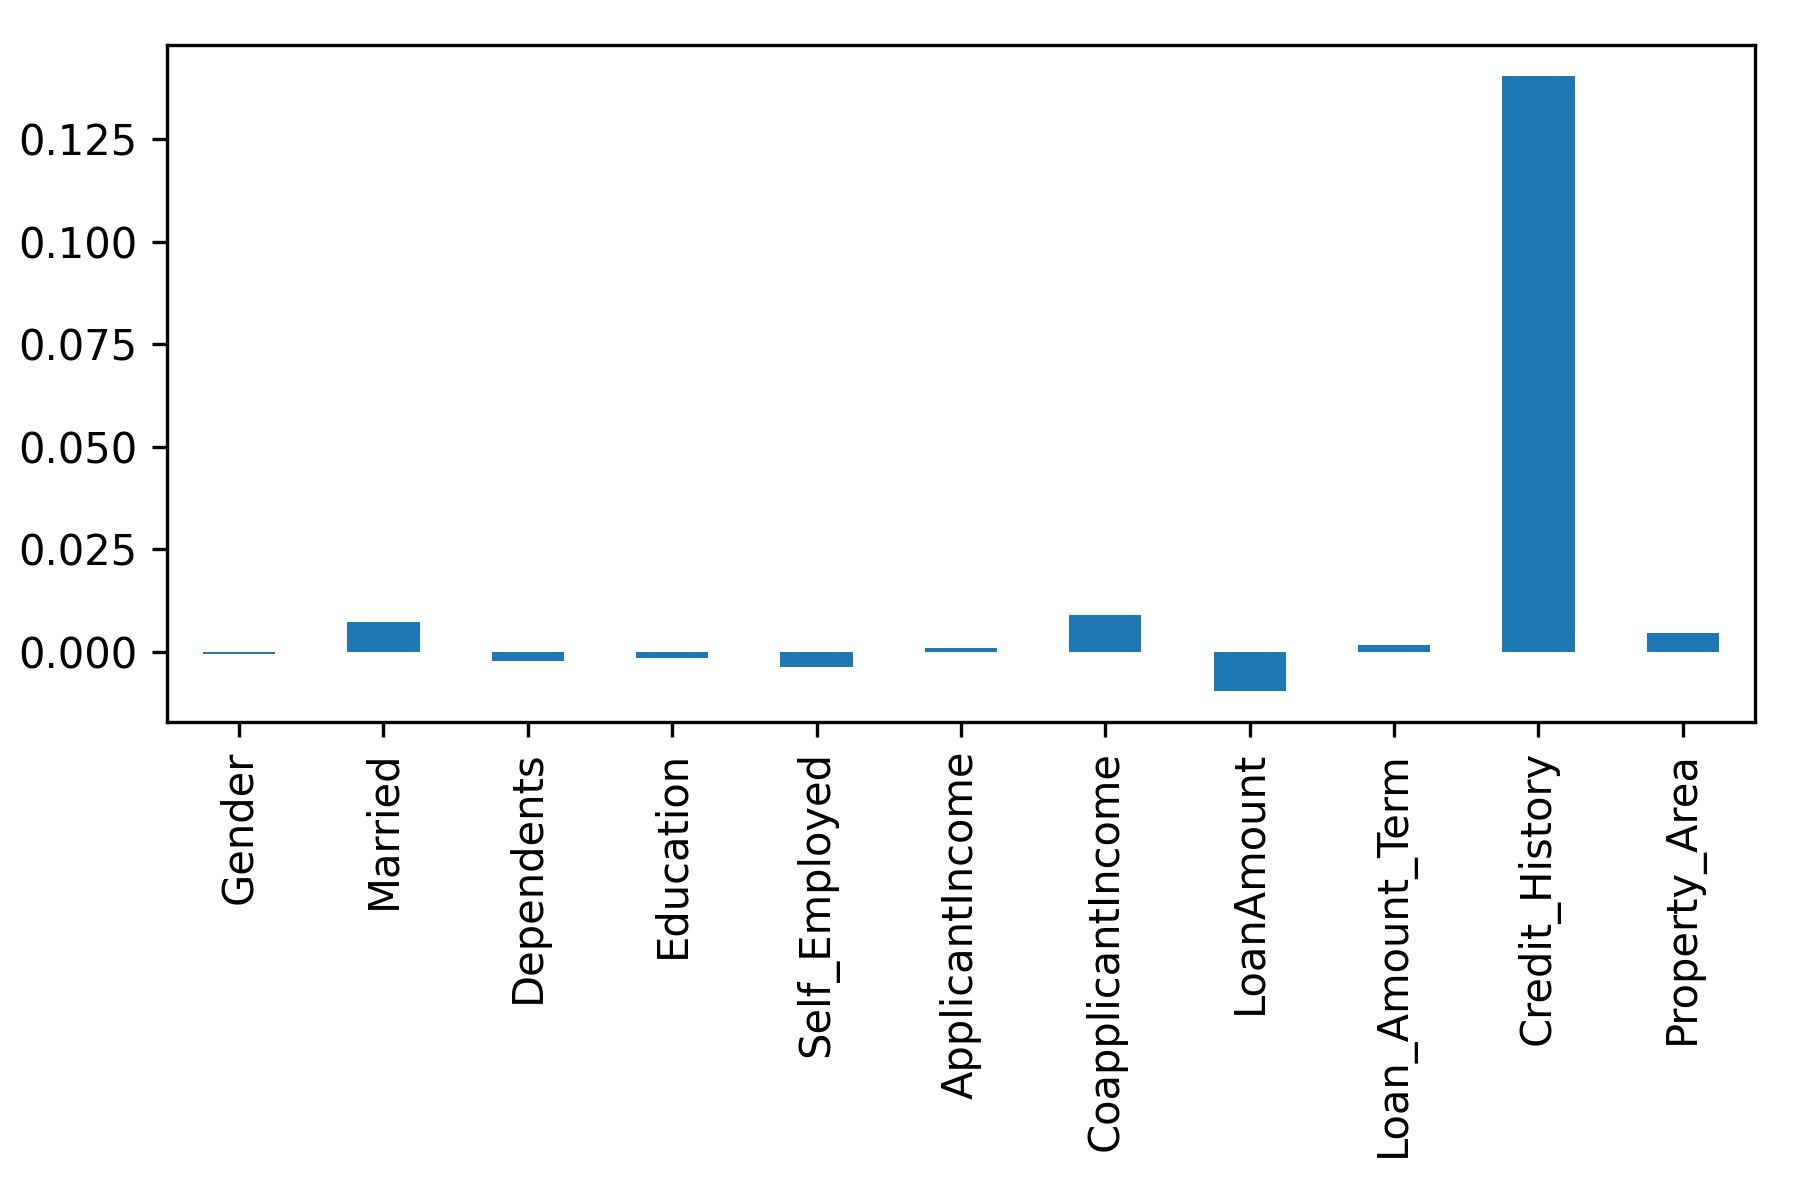 0.125
0.100
0.075
0.050
0.025
0.000
Gender
Married
Dependents
Education
Self_Employed
ApplicantIncome
CoapplicantIncome
LoanAmount
Loan_Amount_Term
Credit_History
Property_Area